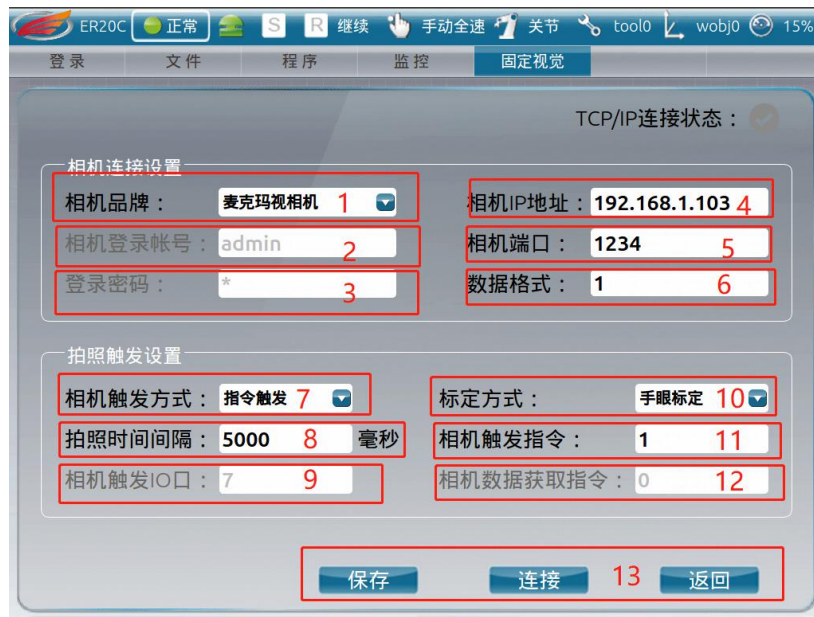 ER20C 正常 S R 继续 手动全速 关节 tool0 wobj0 15%
登录 文件 程序 监控 固定视觉
TCP/IP连接状态：
相机连接设置
相机品牌： 麦克玛视相机 1 相机IP地址： 192.168.1.103 4
相机登录帐号： admin 2 相机端口： 1234 5
登录密码： * 3 数据格式： 1 6
拍照触发设置
相机触发方式： 指令触发 7 标定方式： 手眼标定 10
拍照时间间隔： 5000 8 毫秒 相机触发指令： 1 11
相机触发IO口： 7 9 相机数据获取指令： 0 12
保存 连接 13 返回